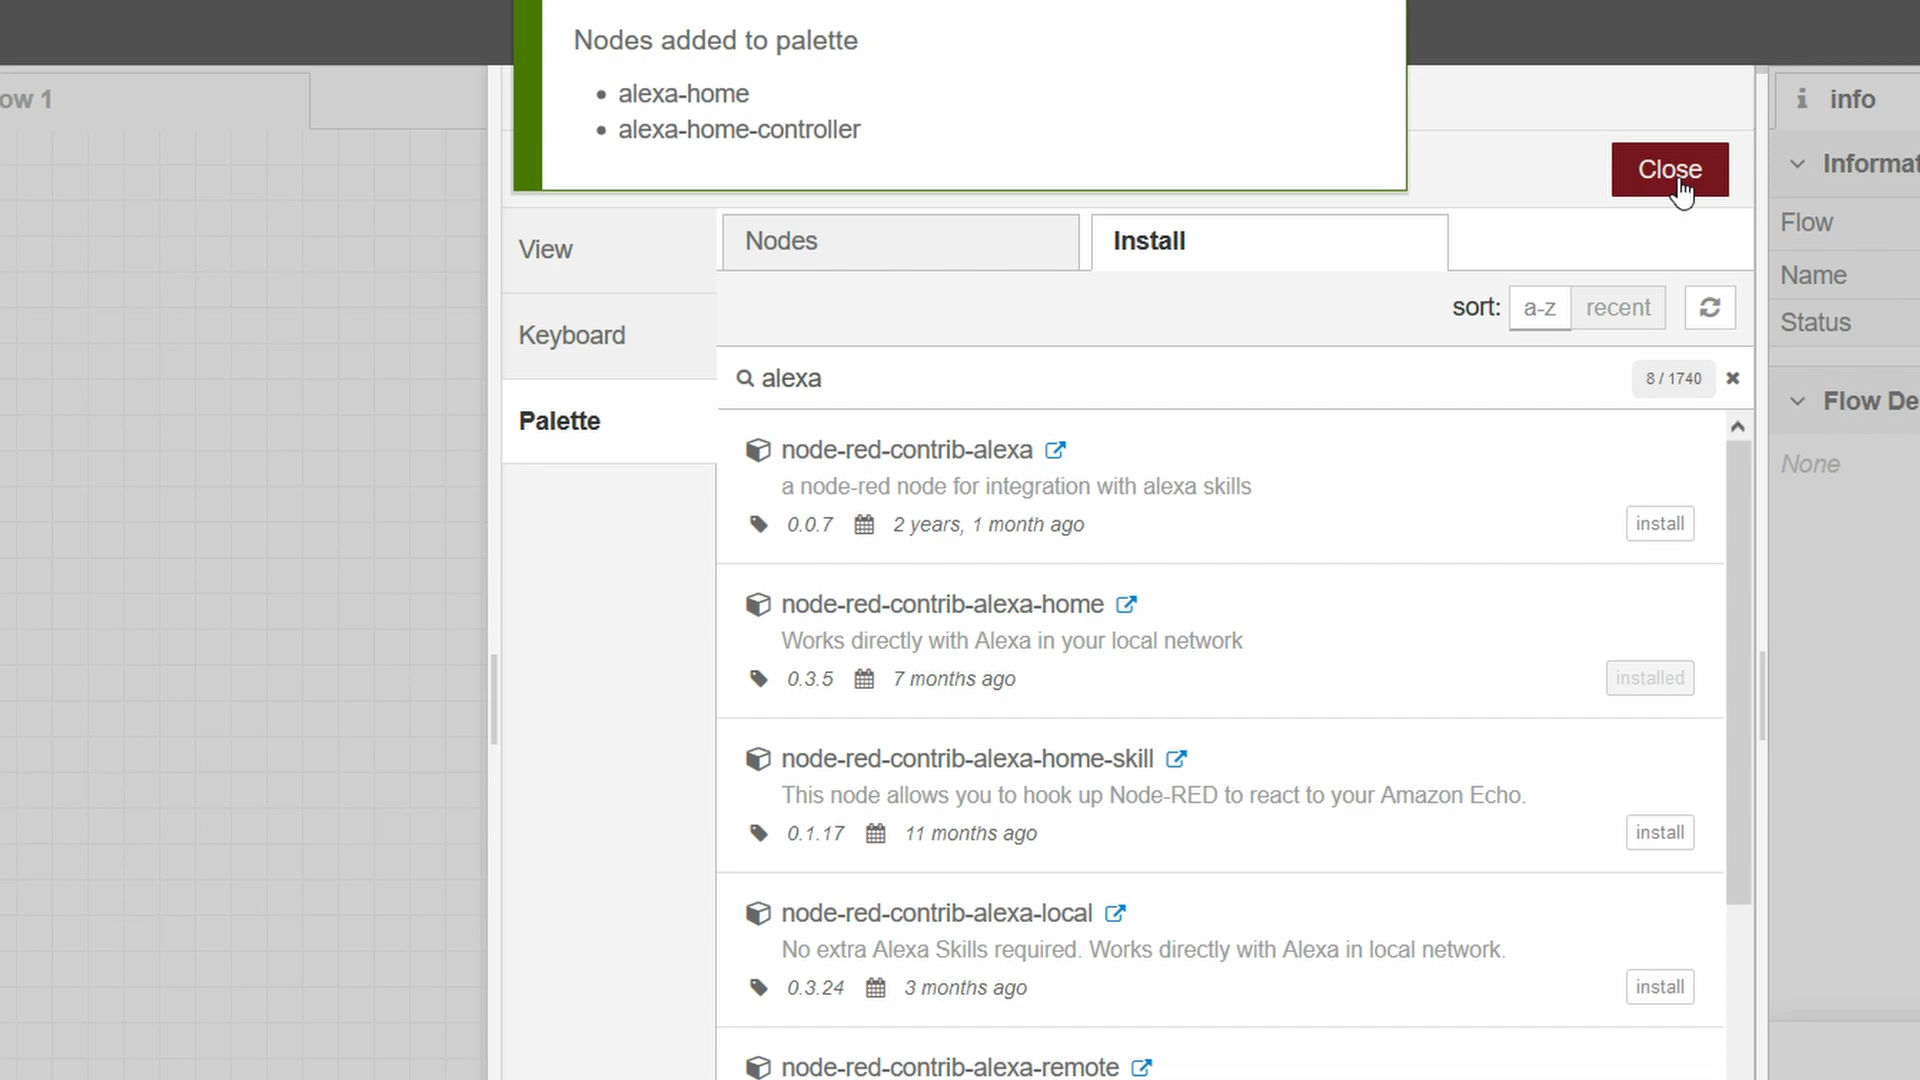 Nodes added to palette
• alexa-home
• alexa-home-controller
ow 1
info
Close
Informat
Flow
Name
Status
Flow De
None
View
Keyboard
Palette
Nodes
Install
sort: a-z recent
alexa
8 / 1740
node-red-contrib-alexa
a node-red node for integration with alexa skills
0.0.7 2 years, 1 month ago
install
node-red-contrib-alexa-home
Works directly with Alexa in your local network
0.3.5 7 months ago
installed
node-red-contrib-alexa-home-skill
This node allows you to hook up Node-RED to react to your Amazon Echo.
0.1.17 11 months ago
install
node-red-contrib-alexa-local
No extra Alexa Skills required. Works directly with Alexa in local network.
0.3.24 3 months ago
install
node-red-contrib-alexa-remote